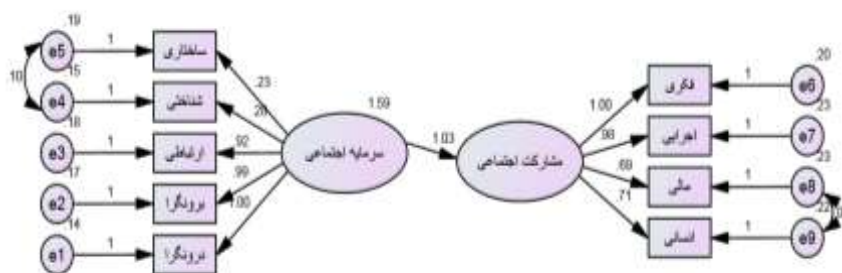 .19
e5
1
ساختاری
.23
.10
.15
e4
1
شناختی
.28
.18
e3
1
ارتباطی
.92
.17
e2
1
برونگرا
.99
.14
e1
1
درونگرا
1.00
1.59
سرمایه اجتماعی
1.03
مشارکت اجتماعی
1.00
فکری
1
.20
e6
.98
اجرایی
1
.23
e7
.69
مالی
1
.23
e8
.71
انسانی
1
.22
e9